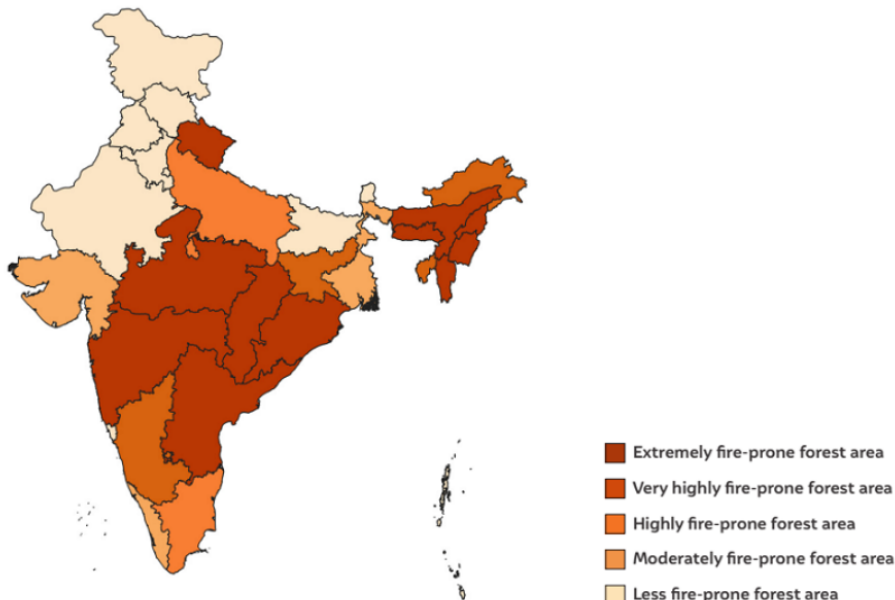 Extremely fire-prone forest area
Very highly fire-prone forest area
Highly fire-prone forest area
Moderately fire-prone forest area
Less fire-prone forest area